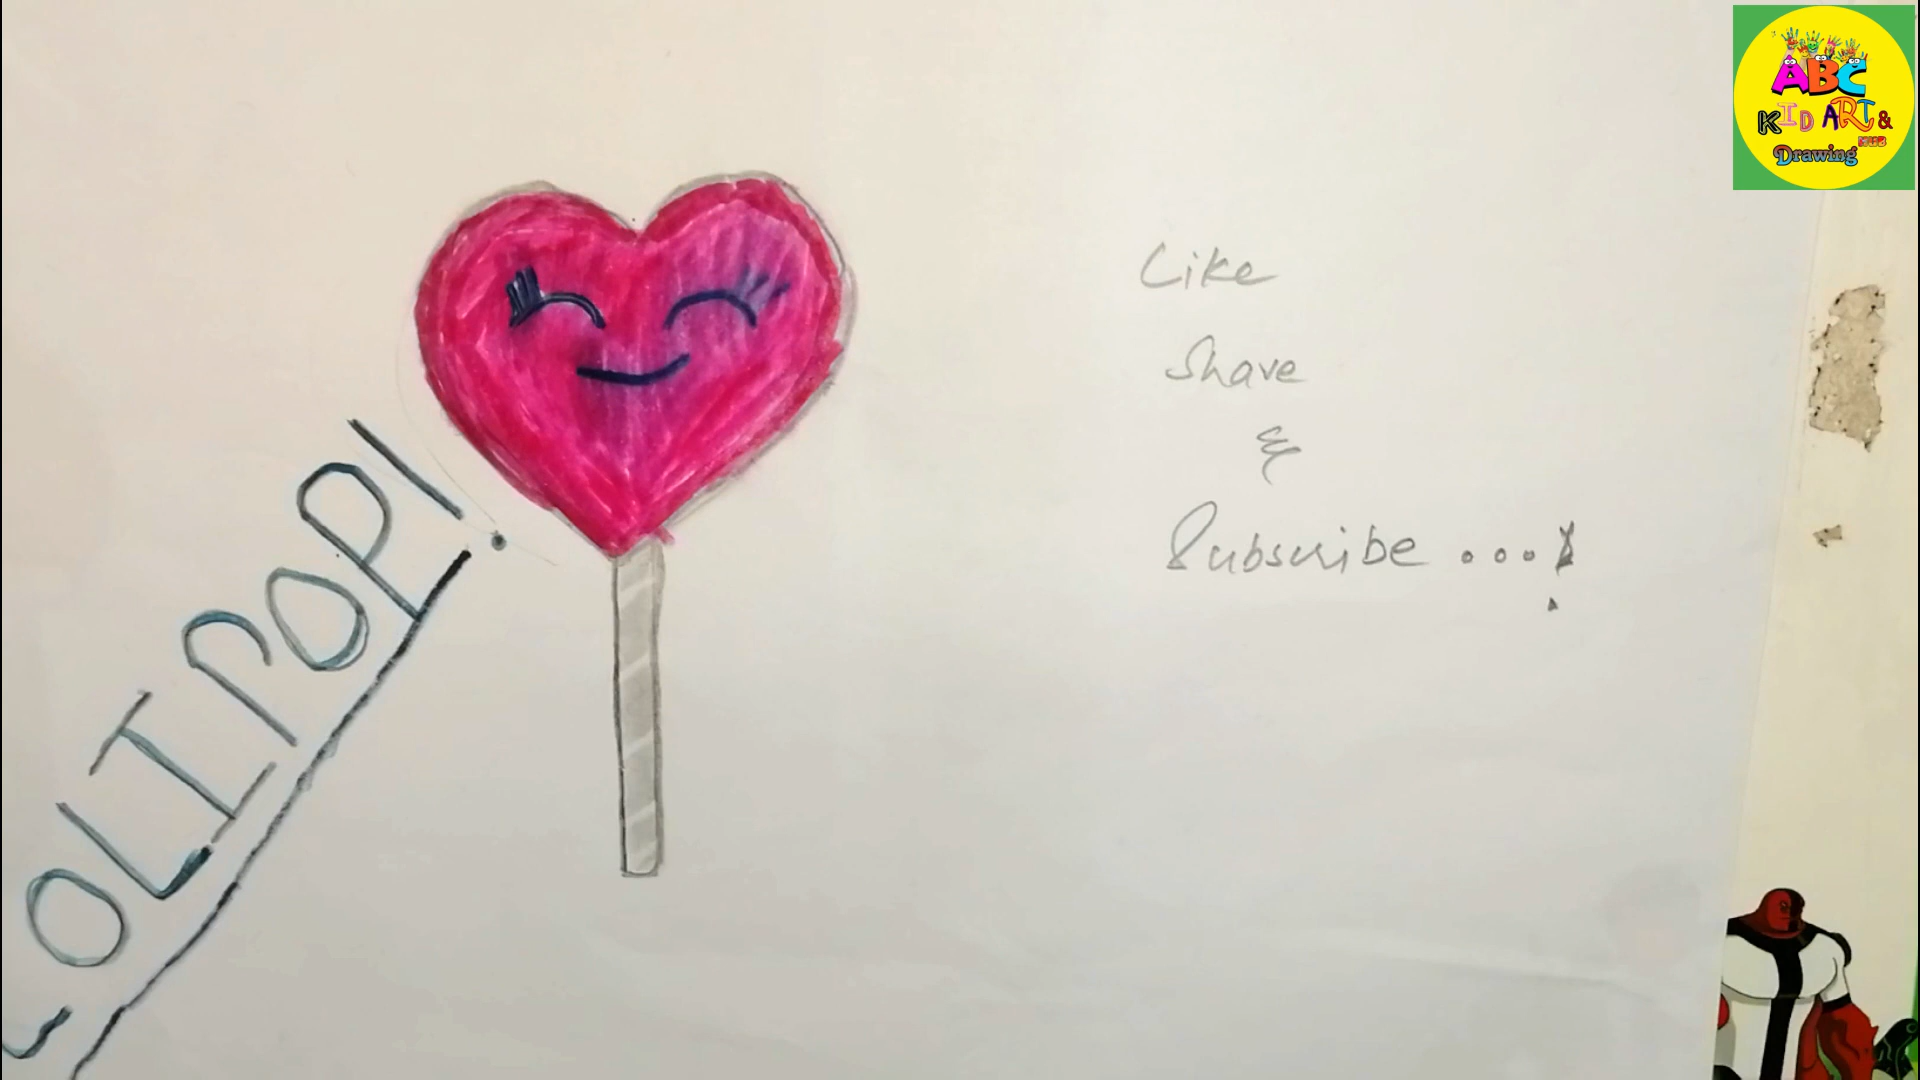 ABC
KID ART &
Drawing
Like
Share
&
Subscribe ...!
LOLIPOP!